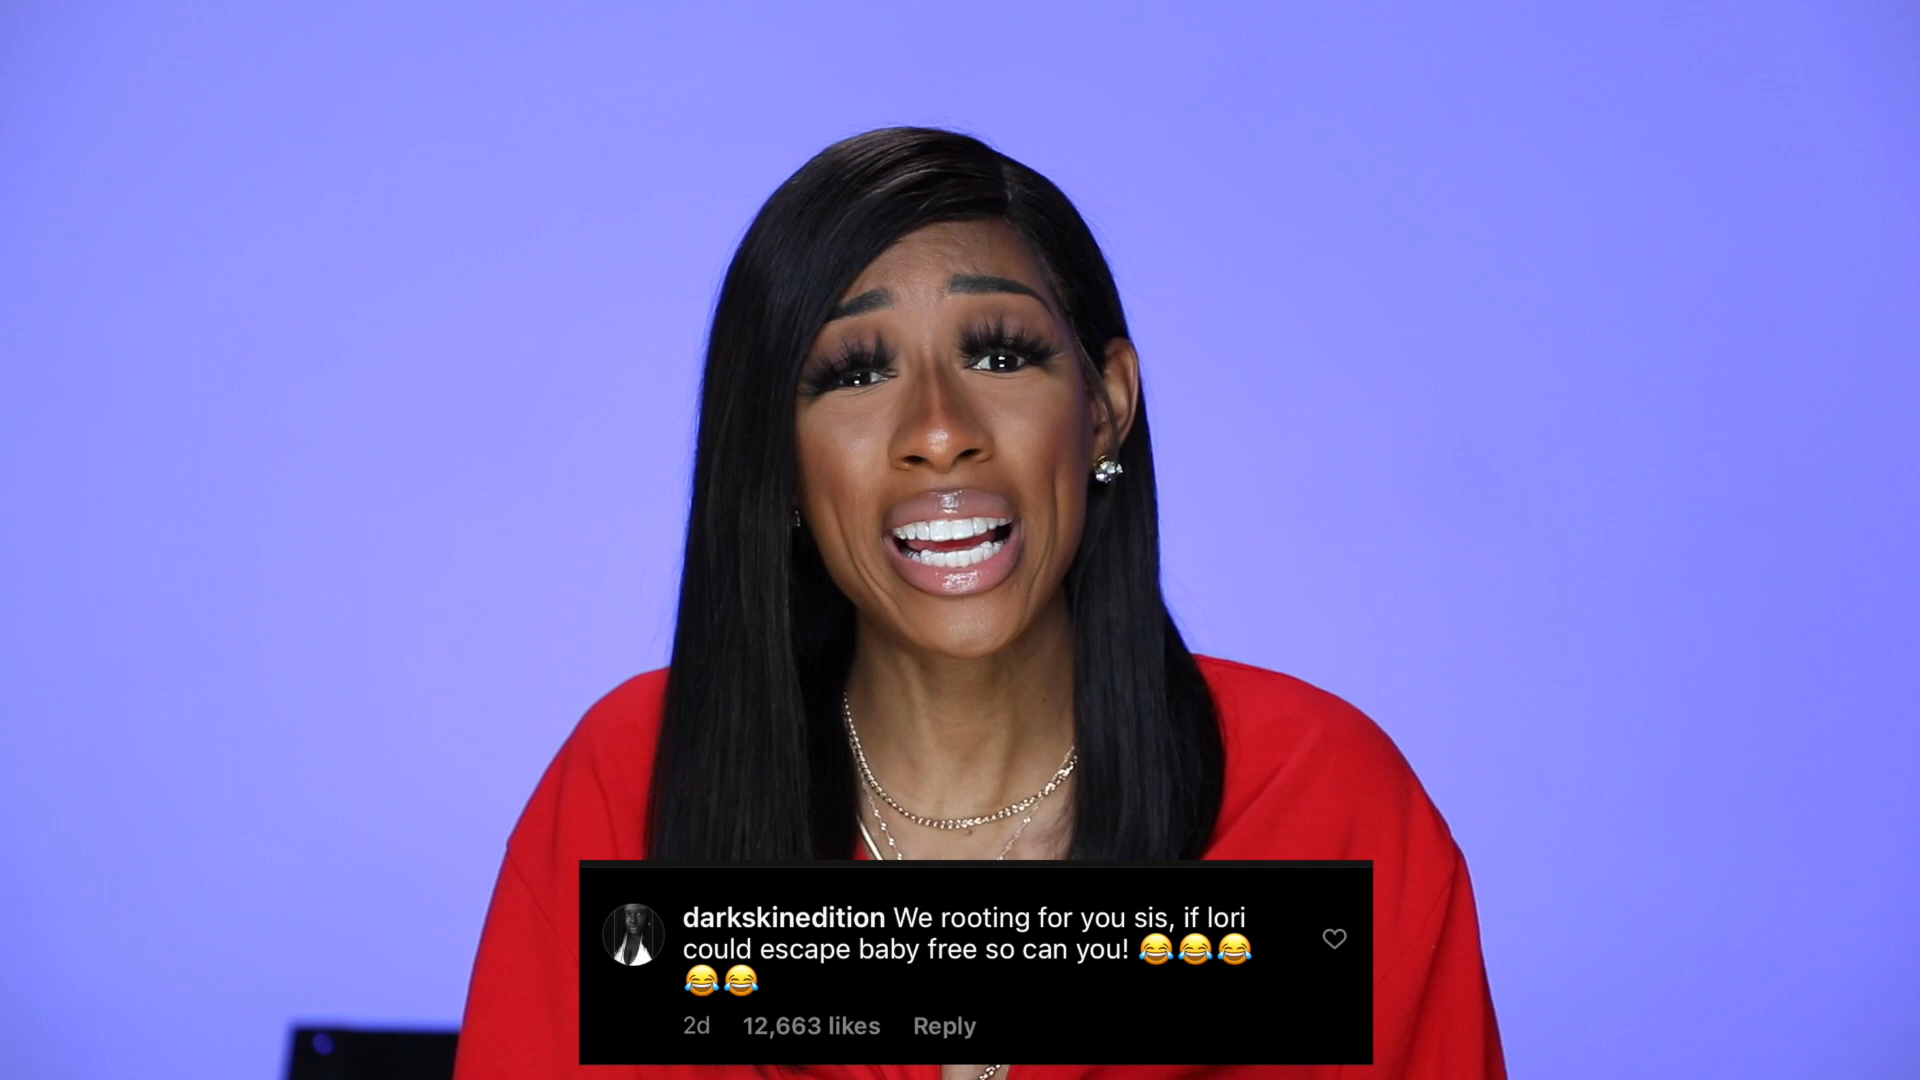 darkskinedition We rooting for you sis, if lori
could escape baby free so can you! 😂😂😂
😂😂
2d 12,663 likes Reply